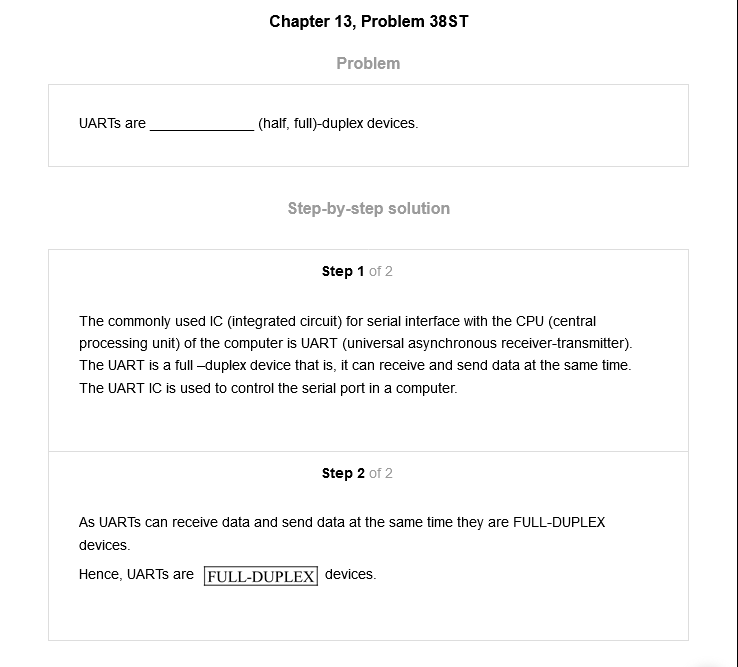 Chapter 13, Problem 38ST
Problem
UARTs are _____________ (half, full)-duplex devices.
Step-by-step solution
Step 1 of 2
The commonly used IC (integrated circuit) for serial interface with the CPU (central
processing unit) of the computer is UART (universal asynchronous receiver-transmitter).
The UART is a full –duplex device that is, it can receive and send data at the same time.
The UART IC is used to control the serial port in a computer.
Step 2 of 2
As UARTs can receive data and send data at the same time they are FULL-DUPLEX
devices.
Hence, UARTs are FULL-DUPLEX devices.